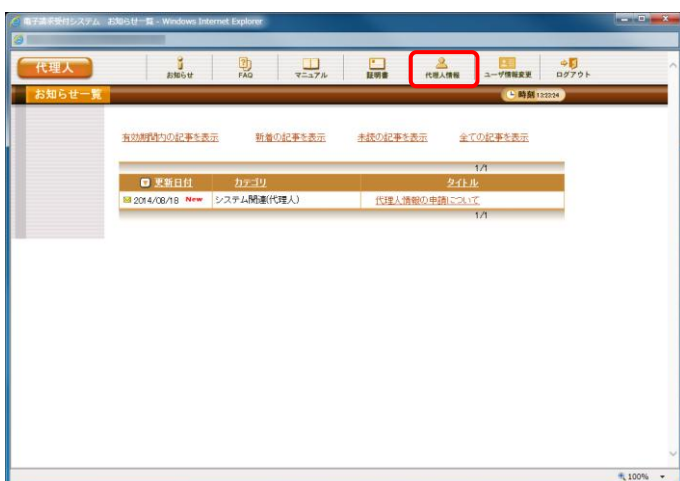 電子請求受付システム お知らせ一覧 - Windows Internet Explorer
代理人
お知らせ FAQ マニュアル 証明書 代理人情報 ユーザ情報変更 ログアウト
お知らせ一覧 時刻 13:23:24
有効期間内の記事を表示 新着の記事を表示 未読の記事を表示 全ての記事を表示
1/1
更新日付 カテゴリ タイトル
2014/08/18 New システム関連(代理人) 代理人情報の申請について
1/1
100%